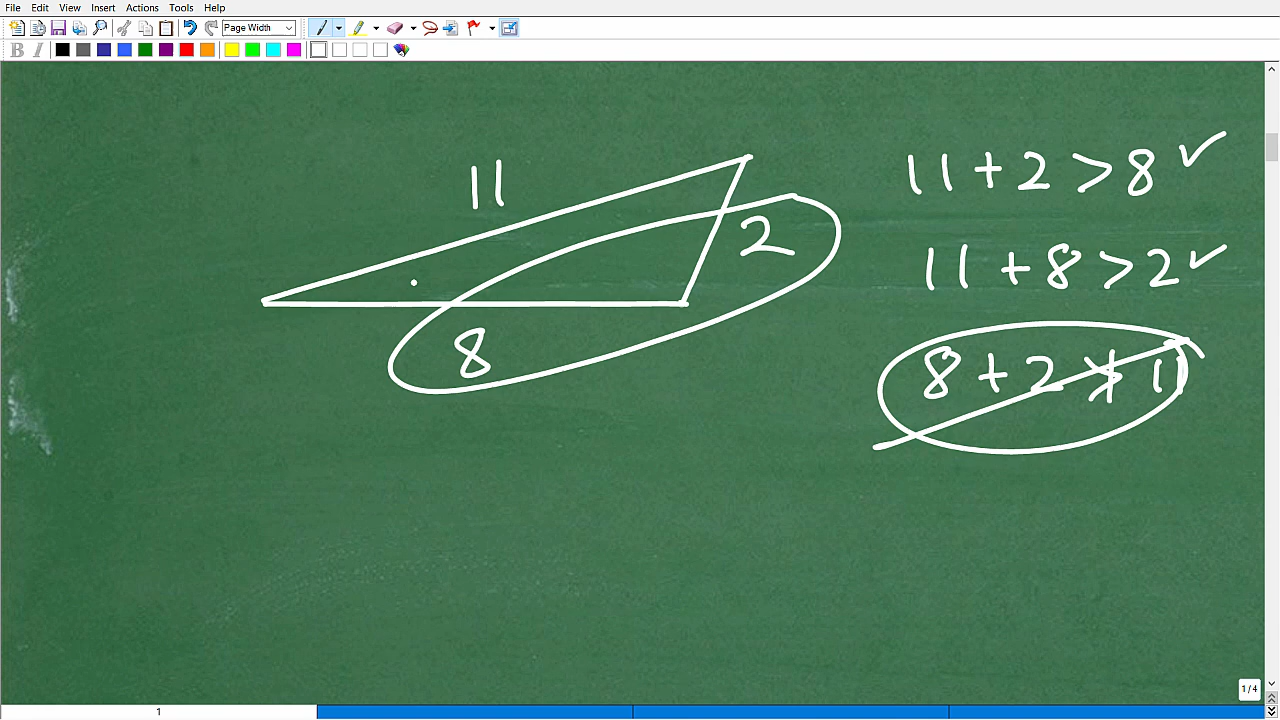 File Edit View Insert Actions Tools Help
Page Width
B I
11
2
8
11 + 2 > 8 ✓
11 + 8 > 2 ✓
8 + 2 ≯ 11
1 / 4
1